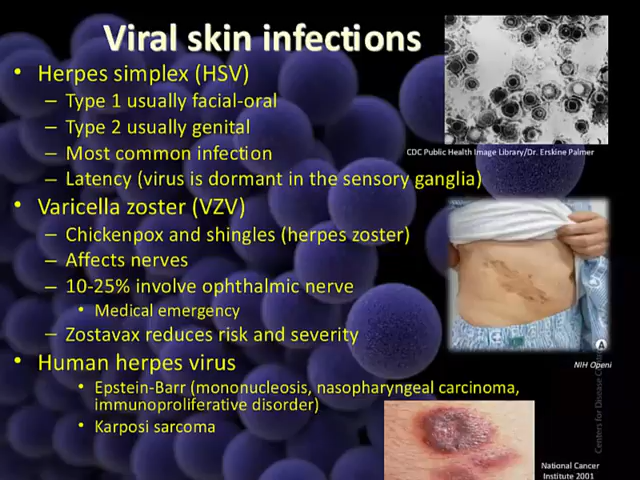 Viral skin infections
• Herpes simplex (HSV)
– Type 1 usually facial-oral
– Type 2 usually genital
– Most common infection
– Latency (virus is dormant in the sensory ganglia)
• Varicella zoster (VZV)
– Chickenpox and shingles (herpes zoster)
– Affects nerves
– 10-25% involve ophthalmic nerve
• Medical emergency
– Zostavax reduces risk and severity
• Human herpes virus
• Epstein-Barr (mononucleosis, nasopharyngeal carcinoma,
immunoproliferative disorder)
• Karposi sarcoma
CDC Public Health Image Library/Dr. Erskine Palmer
A
NIH Openi
Centers for Disease
National Cancer
Institute 2001